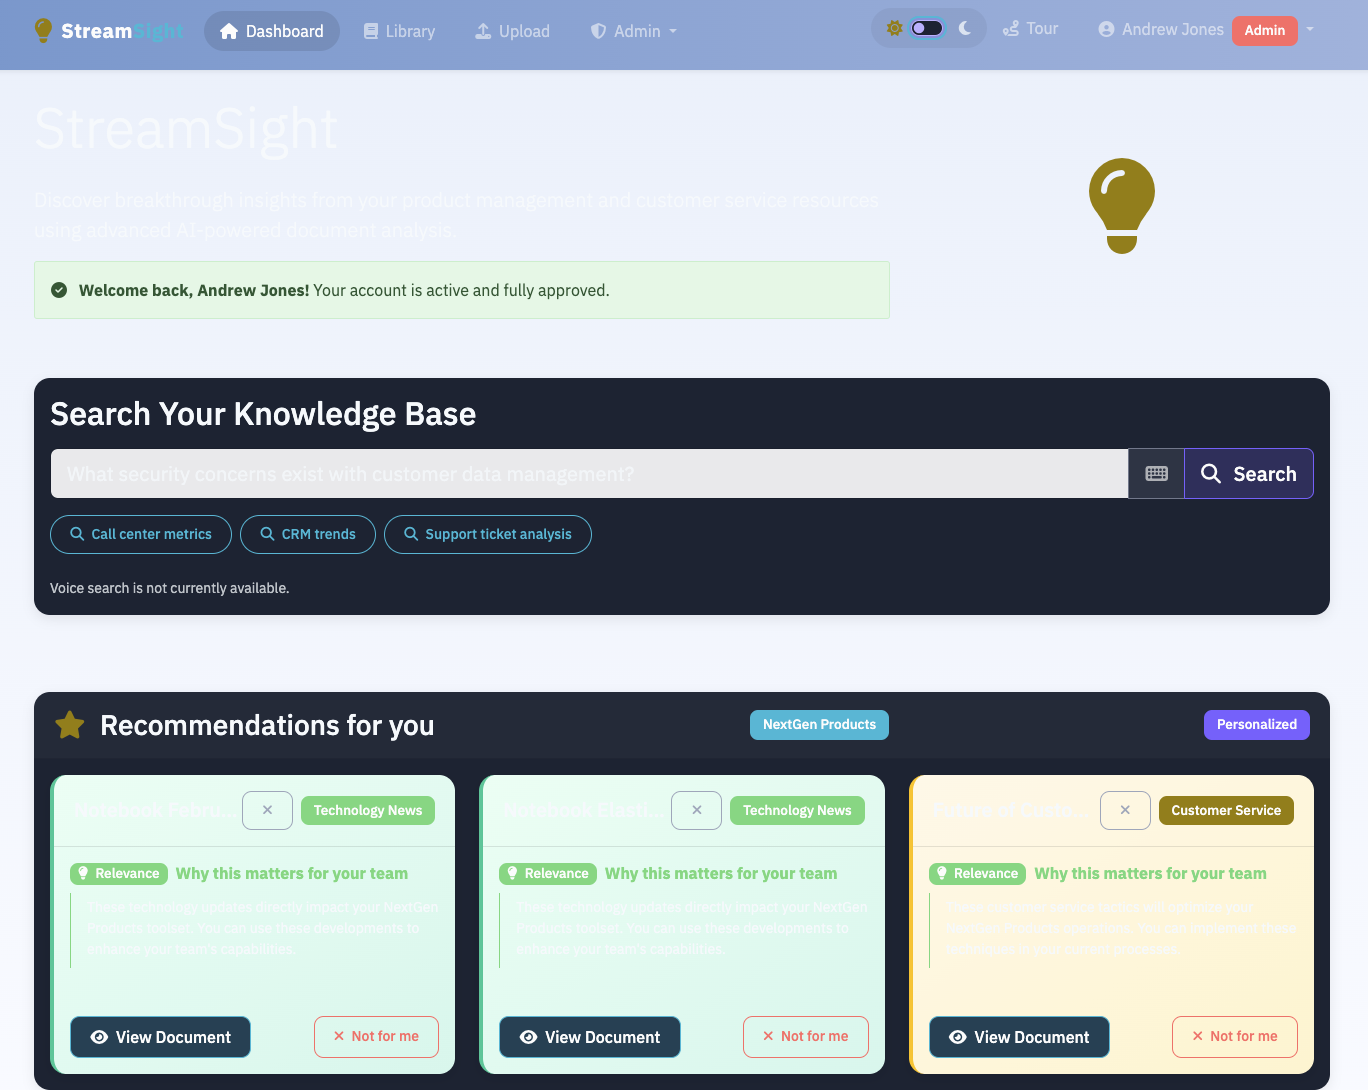 StreamSight
Dashboard
Library
Upload
Admin
Tour
Andrew Jones
Admin
StreamSight
Discover breakthrough insights from your product management and customer service resources
using advanced AI-powered document analysis.
Welcome back, Andrew Jones! Your account is active and fully approved.
Search Your Knowledge Base
What security concerns exist with customer data management?
Search
Call center metrics
CRM trends
Support ticket analysis
Voice search is not currently available.
Recommendations for you
NextGen Products
Personalized
Technology News
Technology News
Customer Service
Relevance Why this matters for your team
These technology updates directly impact your NextGen
Products toolset. You can use these developments to
enhance your team's capabilities.
Relevance Why this matters for your team
These technology updates directly impact your NextGen
Products toolset. You can use these developments to
enhance your team's capabilities.
Relevance Why this matters for your team
View Document
Not for me
View Document
Not for me
View Document
Not for me